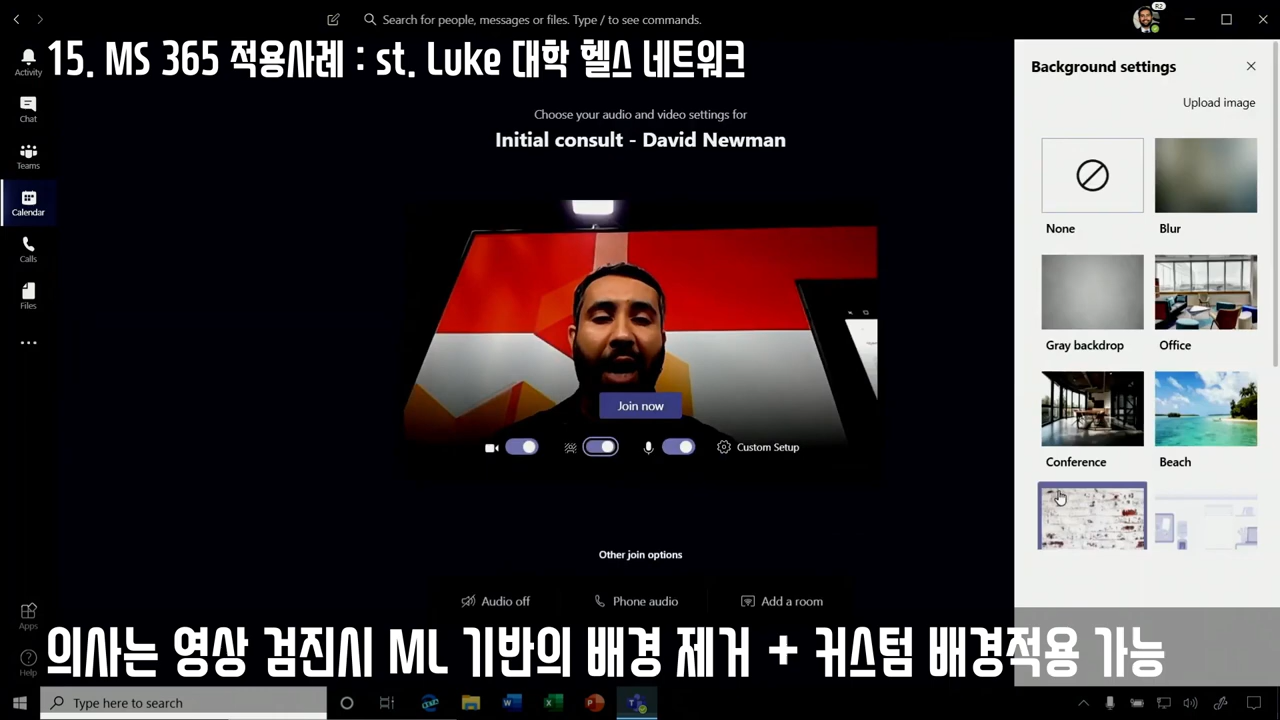 Search for people, messages or files. Type / to see commands.
R2
15. MS 365 적용사례 : st. Luke 대학 헬스 네트워크
Activity
Chat
Teams
Calendar
Calls
Files
Apps
Help
Choose your audio and video settings for
Initial consult - David Newman
Join now
Custom Setup
Other join options
Audio off
Phone audio
Add a room
Background settings
Upload image
None
Blur
Gray backdrop
Office
Conference
Beach
의사는 영상 검진시 ML 기반의 배경 제거 + 커스텀 배경적용 가능
Type here to search